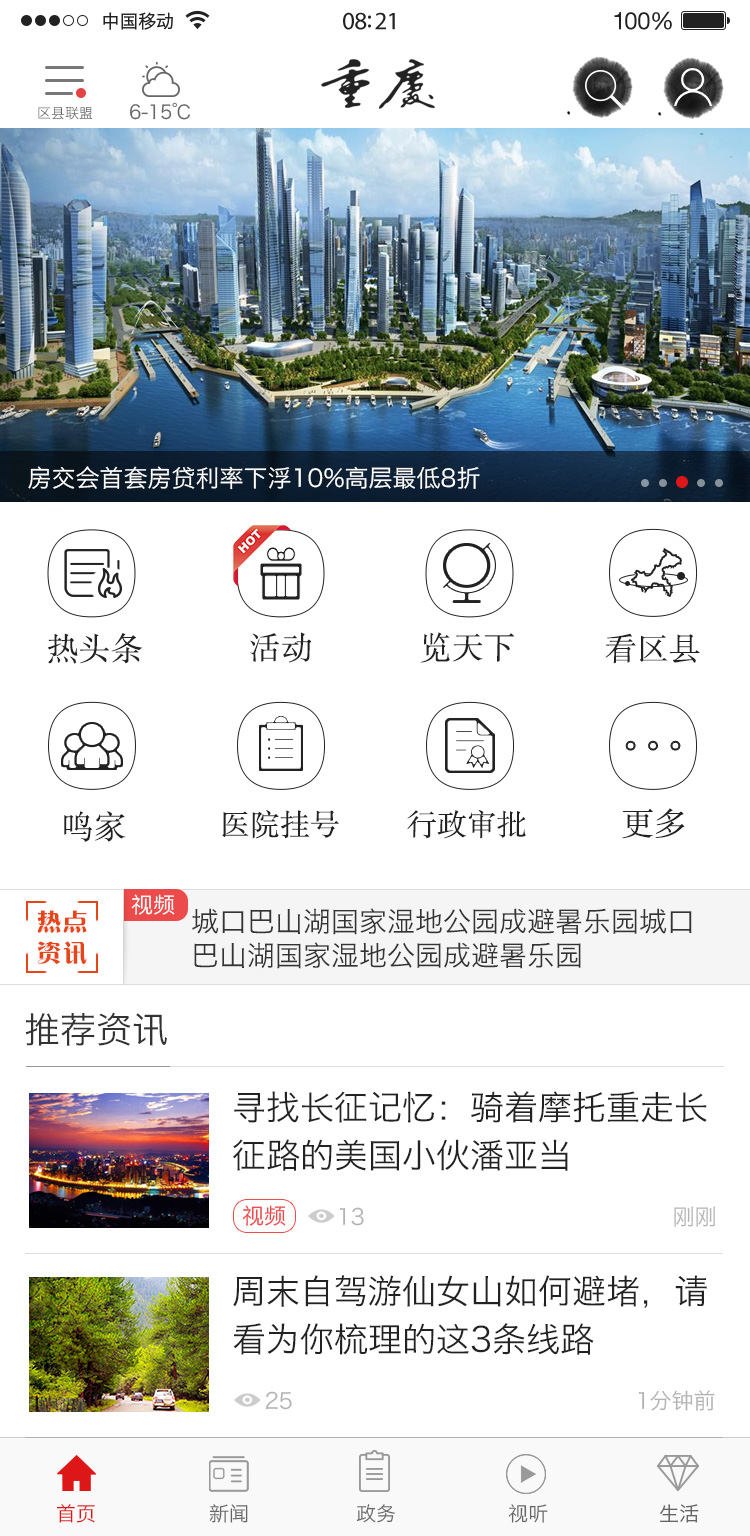 中国移动
08:21
100%
区县联盟
6-15℃
重慶
房交会首套房贷利率下浮10%高层最低8折
热头条
HOT
活动
览天下
看区县
鸣家
医院挂号
行政审批
更多
热点
资讯
视频
城口巴山湖国家湿地公园成避暑乐园城口
巴山湖国家湿地公园成避暑乐园
推荐资讯
寻找长征记忆：骑着摩托重走长
征路的美国小伙潘亚当
视频
13
刚刚
周末自驾游仙女山如何避堵，请
看为你梳理的这3条线路
25
1分钟前
首页
新闻
政务
视听
生活